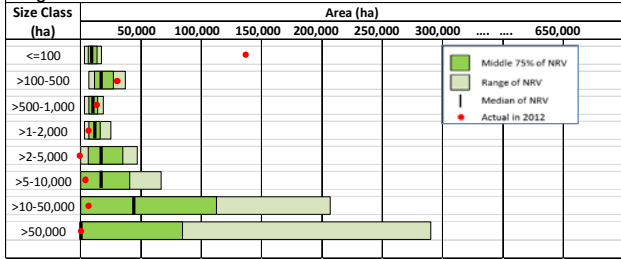 Size Class (ha)
Area (ha)
50,000 100,000 150,000 200,000 250,000 300,000 .... .... 650,000
<=100
>100-500
>500-1,000
>1-2,000
>2-5,000
>5-10,000
>10-50,000
>50,000
Middle 75% of NRV
Range of NRV
Median of NRV
Actual in 2012